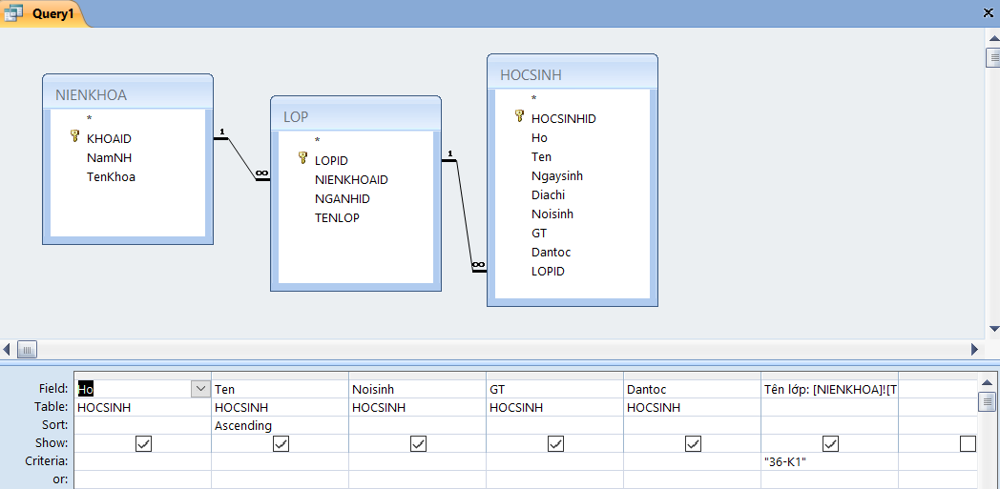 Query1
NIENKHOA
*
KHOAID
NamNH
TenKhoa
1
∞
LOP
*
LOPID
NIENKHOAID
NGANHID
TENLOP
1
∞
HOCSINH
*
HOCSINHID
Ho
Ten
Ngaysinh
Diachi
Noisinh
GT
Dantoc
LOPID
Field: Ho Ten Noisinh GT Dantoc Tên lớp: [NIENKHOA]![T
Table: HOCSINH HOCSINH HOCSINH HOCSINH HOCSINH
Sort: Ascending
Show:
Criteria: "36-K1"
or: